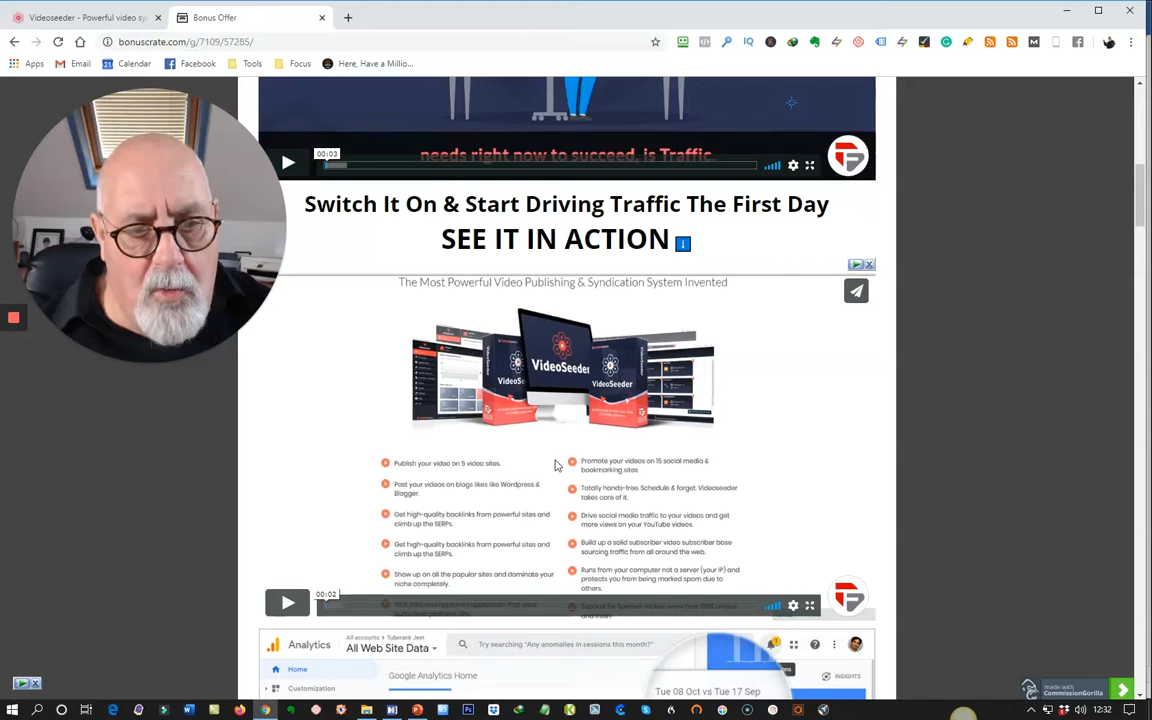 Videoseeder - Powerful video sy
Bonus Offer
bonuscrate.com/g/7109/57285/
Apps
Email
Calendar
Facebook
Tools
Focus
Here, Have a Millio...
needs right now to succeed, is Traffic.
00:03
Switch It On & Start Driving Traffic The First Day
SEE IT IN ACTION
The Most Powerful Video Publishing & Syndication System Invented
VideoSeeder
VideoSeeder
Publish your video on 5 video sites.
Post your videos on blogs likes like Wordpress &
Blogger.
Get high-quality backlinks from powerful sites and
climb up the SERPs.
Get high-quality backlinks from powerful sites and
climb up the SERPs.
Show up on all the popular sites and dominate your
niche completely.
Promote your videos on 15 social media &
bookmarking sites.
Totally hands-free. Schedule & forget. Videoseeder
takes care of it.
Drive social media traffic to your videos and get
more views on your YouTube videos.
Build up a solid subscriber video subscriber base
sourcing traffic from all around the web.
Runs from your computer not a server (your IP) and
protects you from being marked spam due to
others.
00:02
Analytics
All accounts > Tuberank Jeet
All Web Site Data
Try searching "Any anomalies in sessions this month?"
Home
Customization
Google Analytics Home
INSIGHTS
Tue 08 Oct vs Tue 17 Sep
made with
CommissionGorilla
12:32